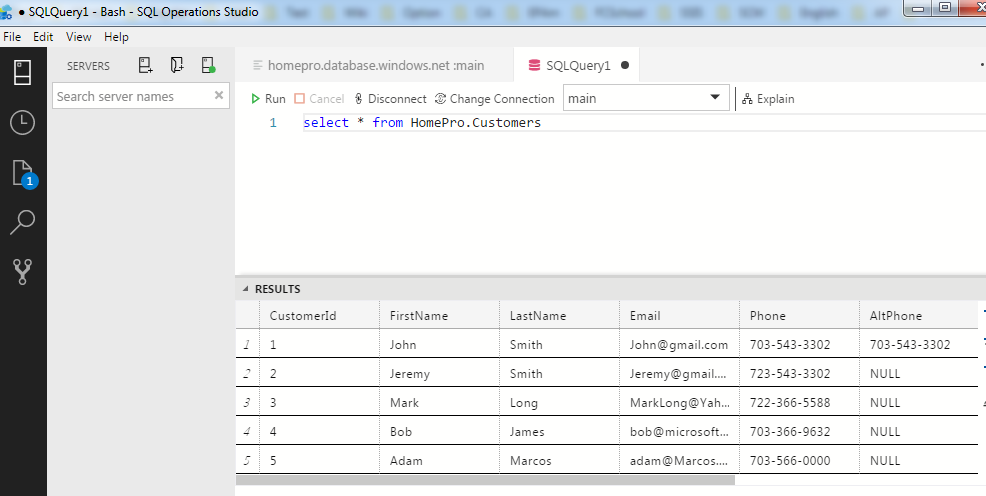 ● SQLQuery1 - Bash - SQL Operations Studio
File Edit View Help
SERVERS
Search server names
1
homepro.database.windows.net :main
SQLQuery1 ●
Run Cancel Disconnect Change Connection main Explain
1 select * from HomePro.Customers
RESULTS
CustomerId FirstName LastName Email Phone AltPhone
1 1 John Smith John@gmail.com 703-543-3302 703-543-3302
2 2 Jeremy Smith Jeremy@gmail.... 723-543-3302 NULL
3 3 Mark Long MarkLong@Yah... 722-366-5588 NULL
4 4 Bob James bob@microsoft... 703-366-9632 NULL
5 5 Adam Marcos adam@Marcos.... 703-566-0000 NULL